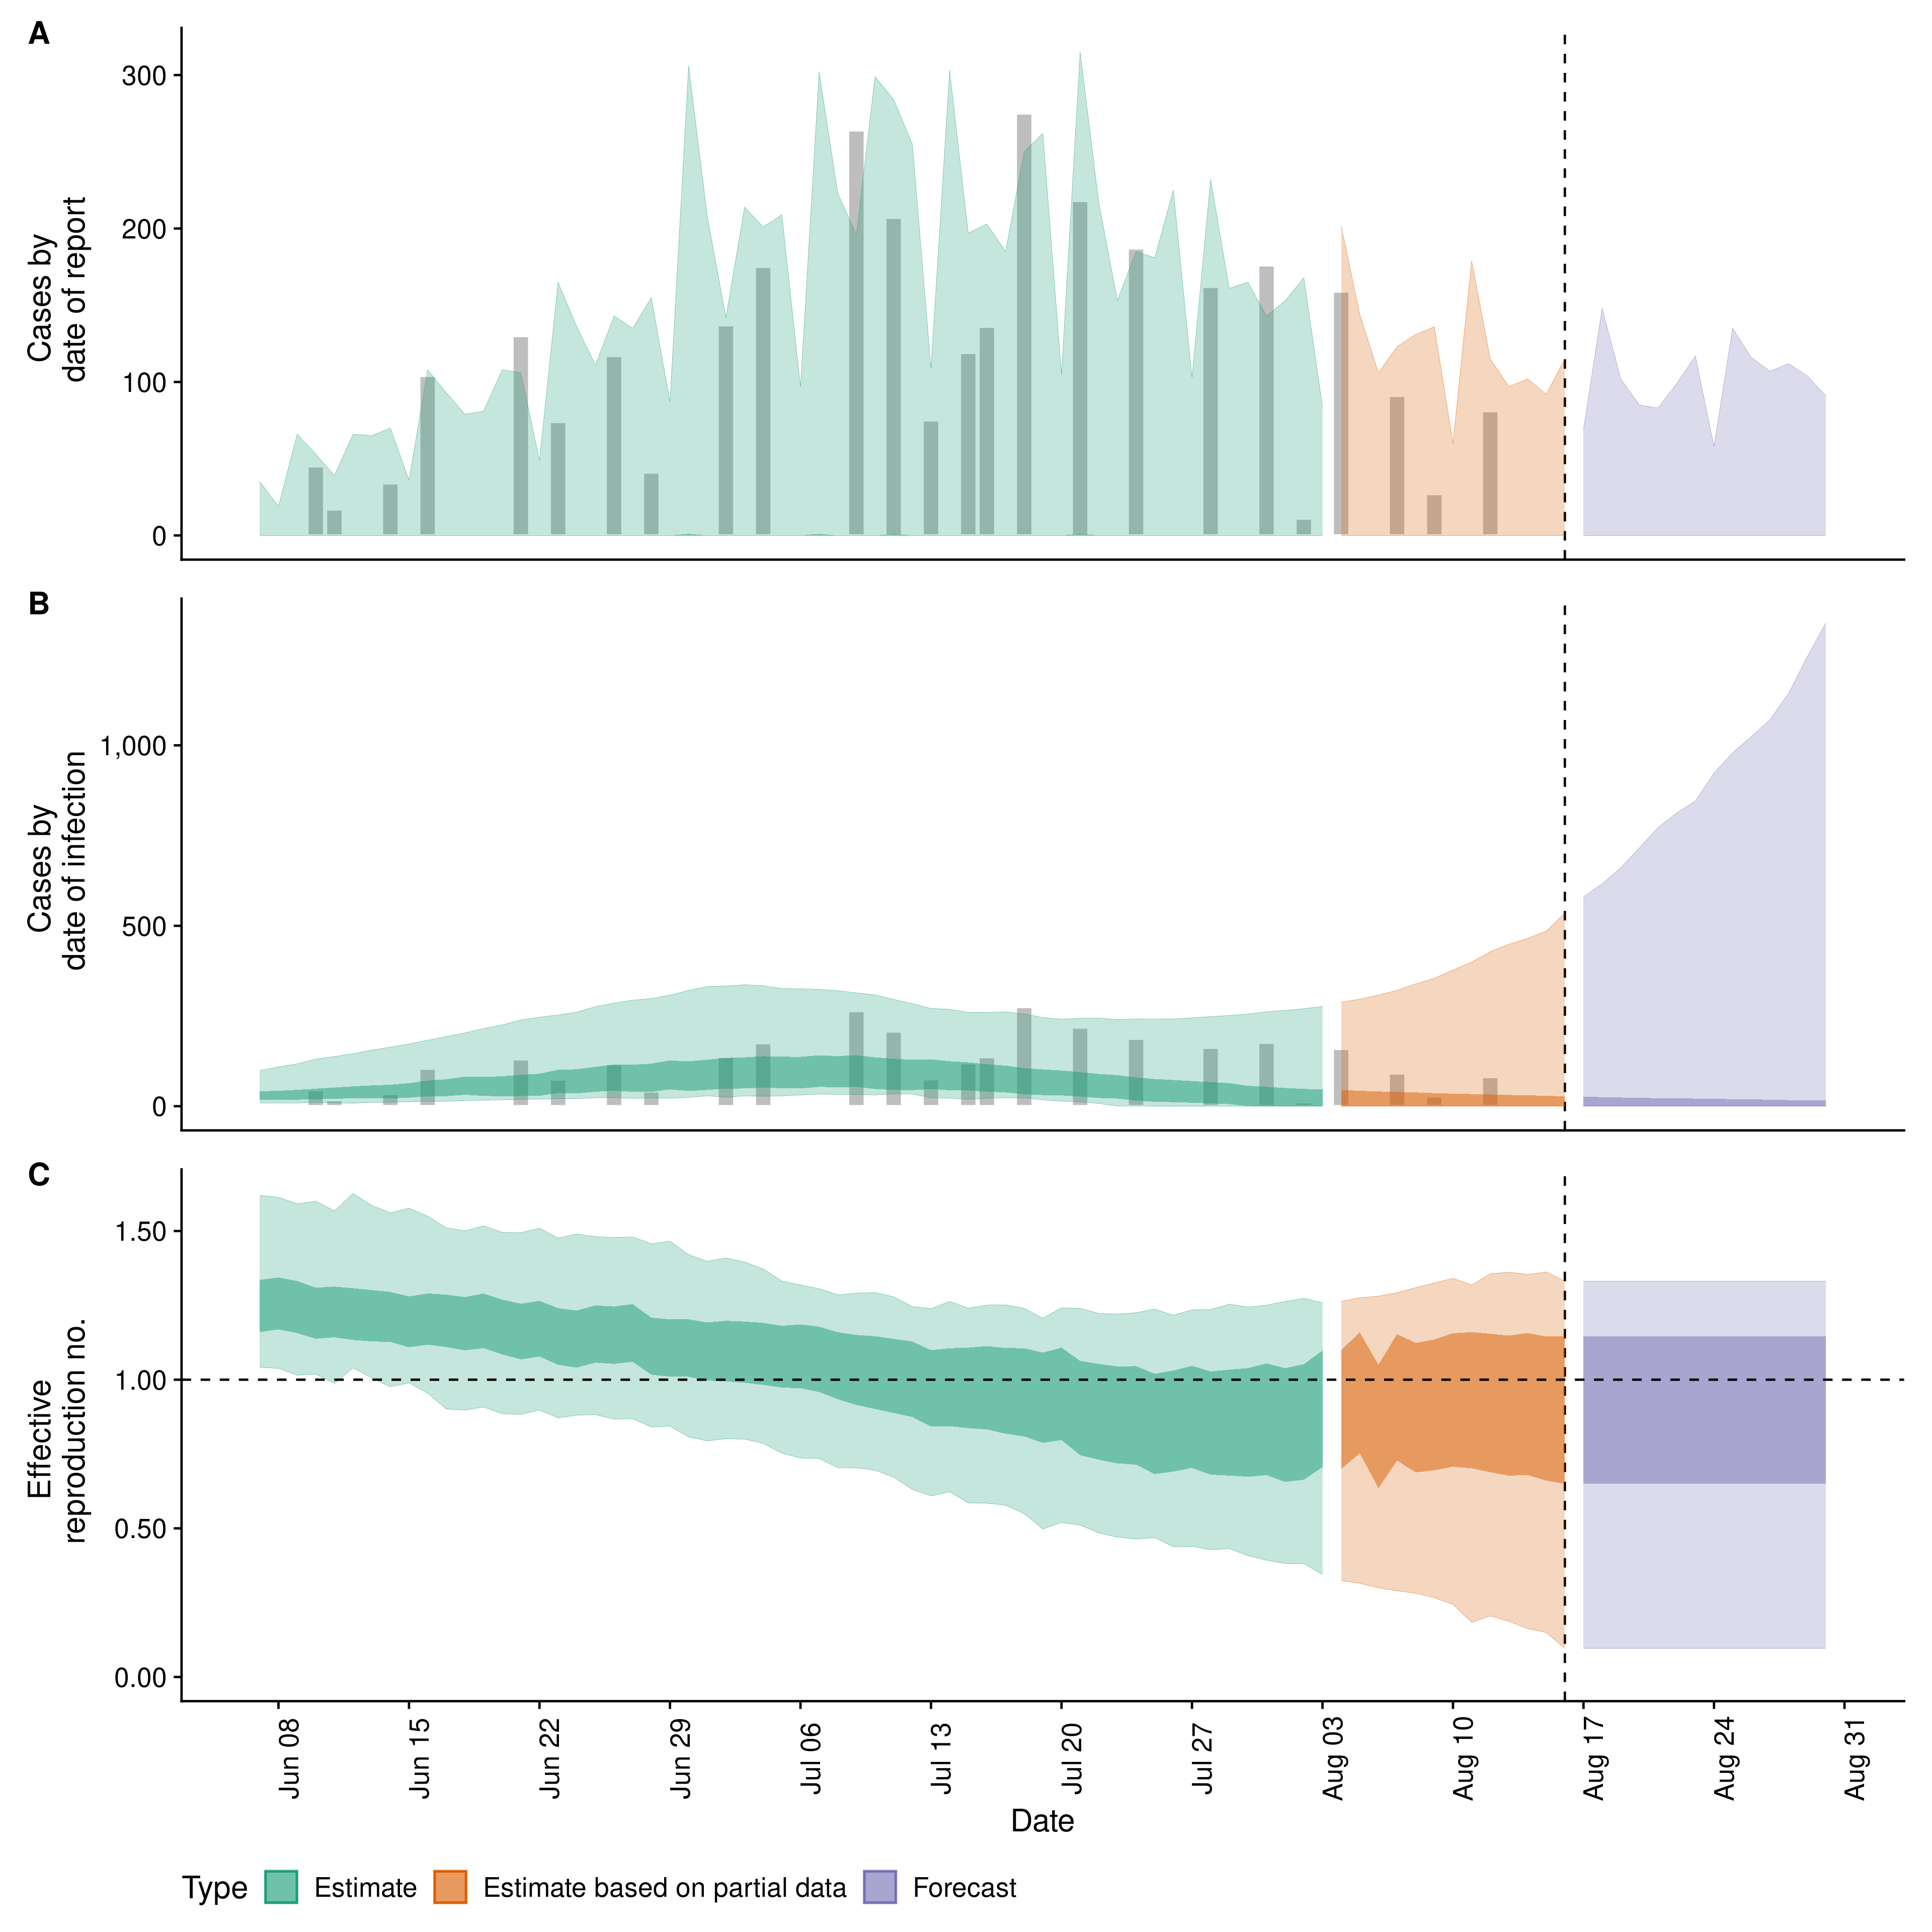 A
300
200
100
0
Cases by
date of report
B
1,000
500
0
Cases by
date of infection
C
1.50
1.00
0.50
0.00
Effective
reproduction no.
Jun 08
Jun 15
Jun 22
Jun 29
Jul 06
Jul 13
Jul 20
Jul 27
Aug 03
Aug 10
Aug 17
Aug 24
Aug 31
Date
Type Estimate Estimate based on partial data Forecast